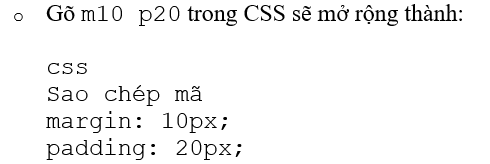 o Gõ m10 p20 trong CSS sẽ mở rộng thành:
css
Sao chép mã
margin: 10px;
padding: 20px;